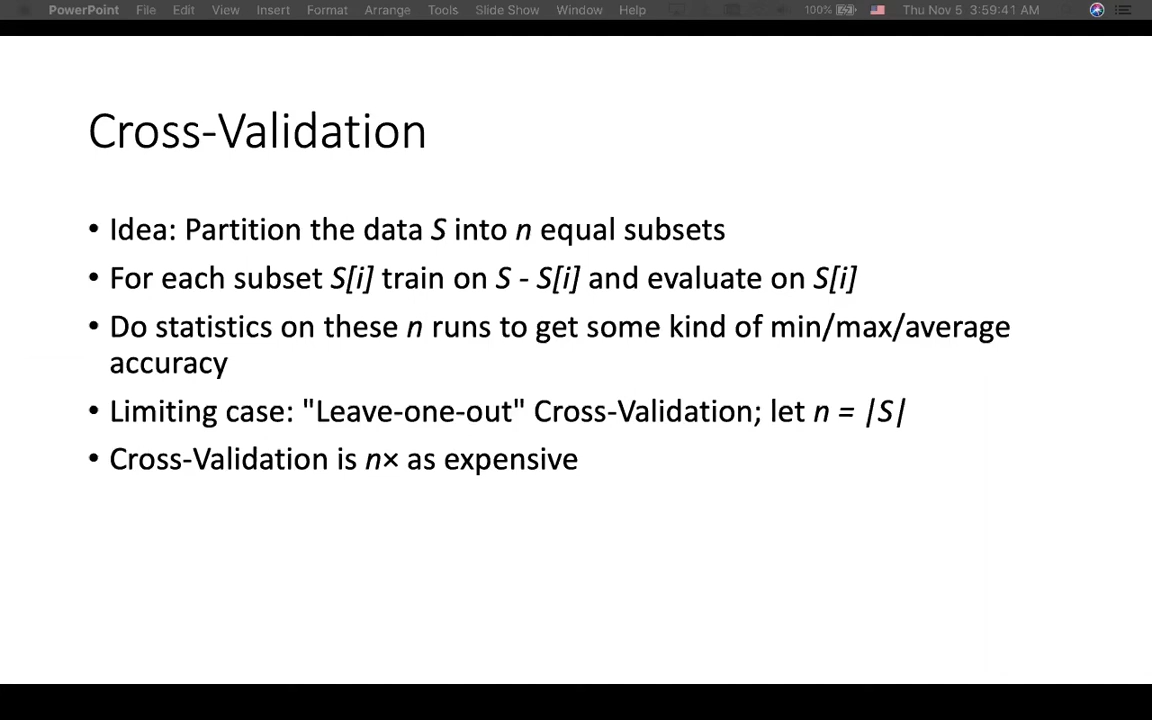 PowerPoint File Edit View Insert Format Arrange Tools Slide Show Window Help 100% Thu Nov 5 3:59:41 AM
Cross-Validation
• Idea: Partition the data S into n equal subsets
• For each subset S[i] train on S - S[i] and evaluate on S[i]
• Do statistics on these n runs to get some kind of min/max/average
accuracy
• Limiting case: "Leave-one-out" Cross-Validation; let n = |S|
• Cross-Validation is n× as expensive